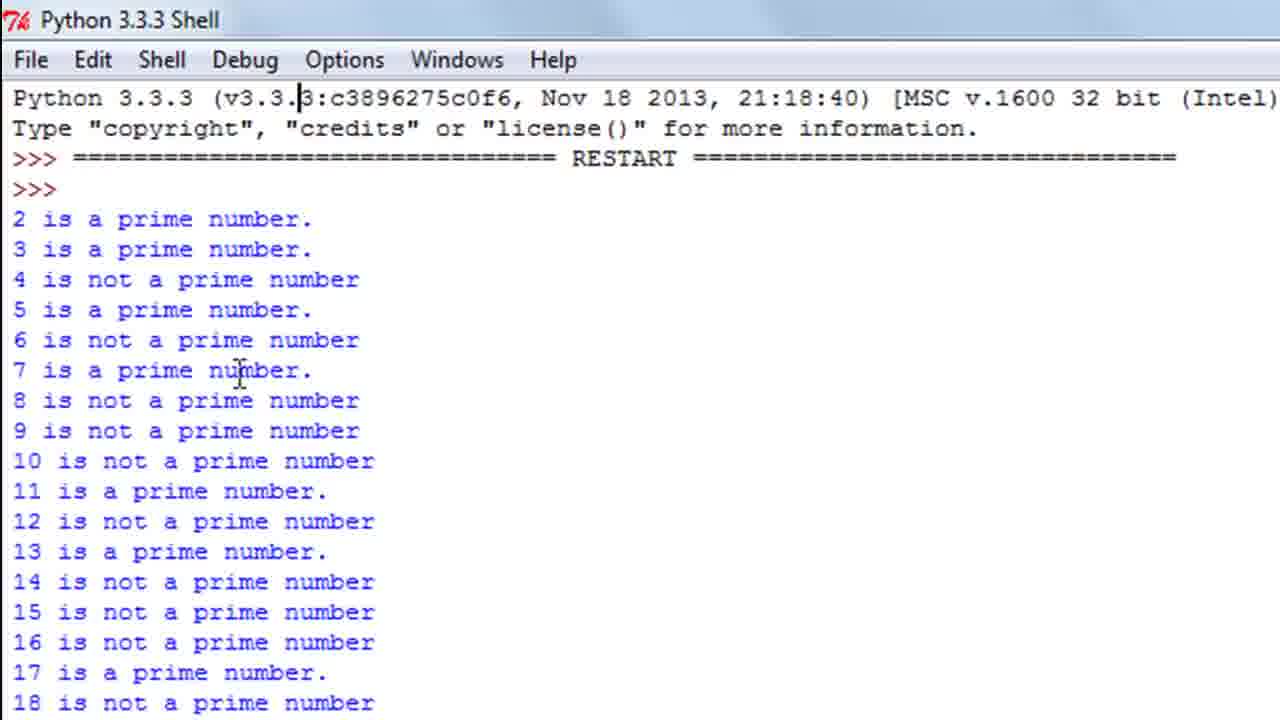 Python 3.3.3 Shell
File Edit Shell Debug Options Windows Help
Python 3.3.3 (v3.3.3:c3896275c0f6, Nov 18 2013, 21:18:40) [MSC v.1600 32 bit (Intel)
Type "copyright", "credits" or "license()" for more information.
>>> ================================ RESTART ================================
>>>
2 is a prime number.
3 is a prime number.
4 is not a prime number
5 is a prime number.
6 is not a prime number
7 is a prime number.
8 is not a prime number
9 is not a prime number
10 is not a prime number
11 is a prime number.
12 is not a prime number
13 is a prime number.
14 is not a prime number
15 is not a prime number
16 is not a prime number
17 is a prime number.
18 is not a prime number